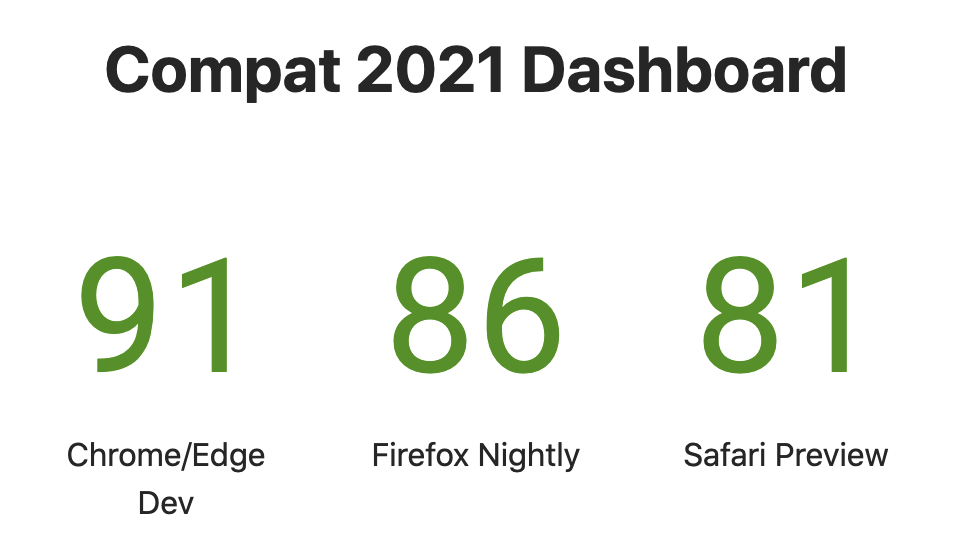 Compat 2021 Dashboard
91 86 81
Chrome/Edge Dev
Firefox Nightly
Safari Preview